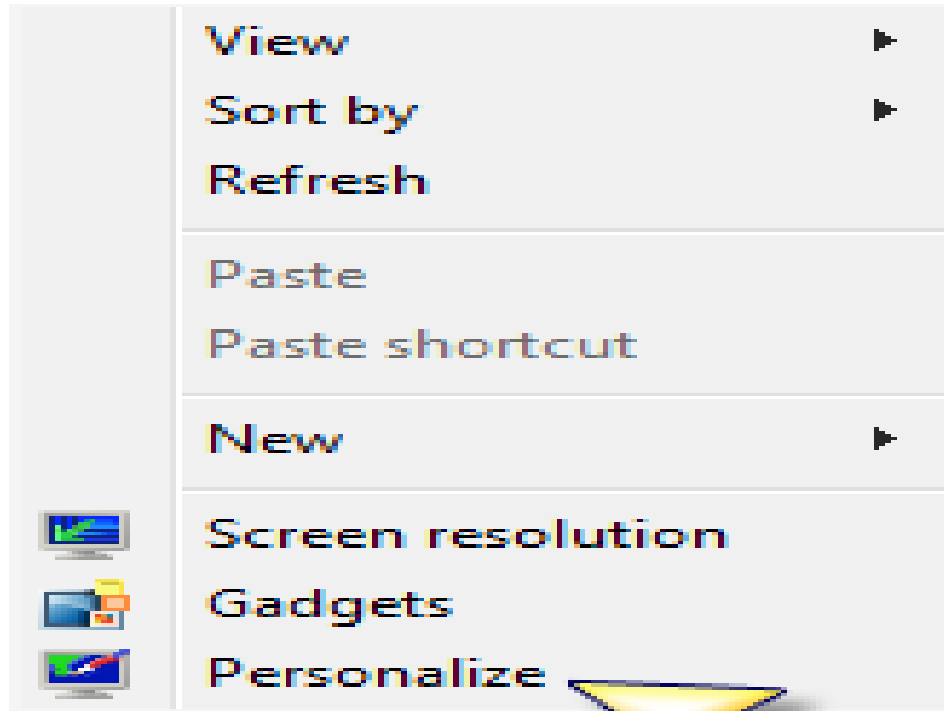 View
Sort by
Refresh
Paste
Paste shortcut
New
Screen resolution
Gadgets
Personalize